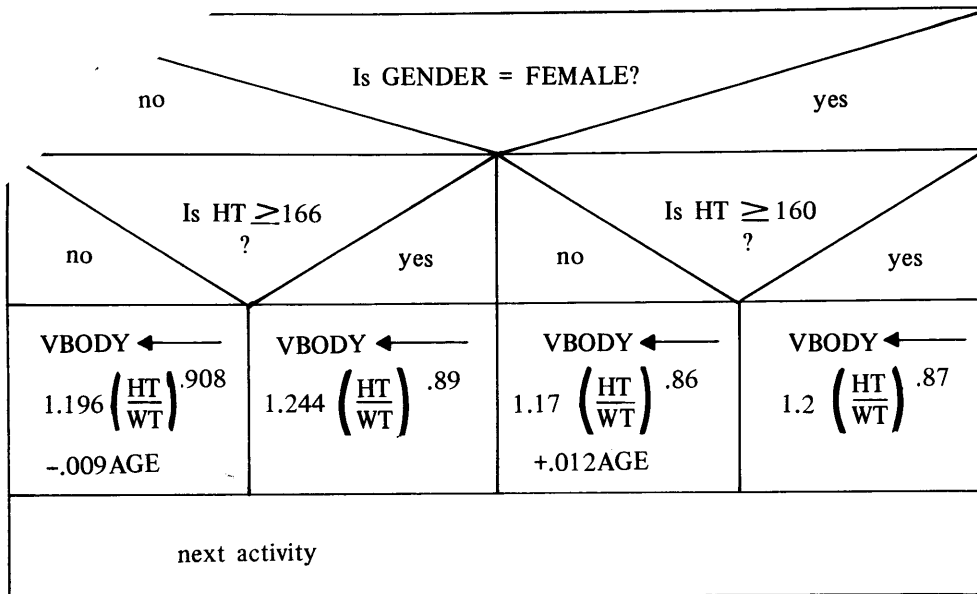 Is GENDER = FEMALE?
no
yes
Is HT ≥166
?
no
yes
Is HT ≥ 160
?
no
yes
VBODY ←
1.196 (HT/WT)^.908
-.009AGE
VBODY ←
1.244 (HT/WT)^.89
VBODY ←
1.17 (HT/WT)^.86
+.012AGE
VBODY ←
1.2 (HT/WT)^.87
next activity